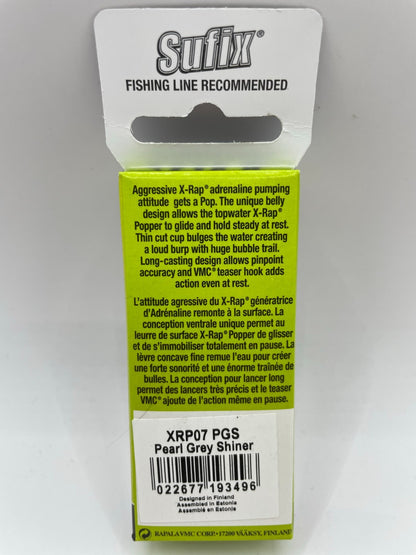 Sufix®
FISHING LINE RECOMMENDED
Aggressive X-Rap® adrenaline pumping
attitude gets a Pop. The unique belly
design allows the topwater X-Rap®
Popper to glide and hold steady at rest.
Thin cut cup bulges the water creating
a loud burp with huge bubble trail.
Long-casting design allows pinpoint
accuracy and VMC® teaser hook adds
action even at rest.
L'attitude agressive du X-Rap® génératrice
d'Adrénaline remonte à la surface. La
conception ventrale unique permet au
leurre de surface X-Rap® Popper de glisser
et de s'immobiliser totalement en pause. La
lèvre concave fine remue l'eau pour créer
une forte sonorité et une énorme traînée de
bulles. La conception pour lancer long
permet des lancers très précis et le teaser
VMC® ajoute de l'action même en pause.
XRP07 PGS
Pearl Grey Shiner
022677 193496
Designed in Finland
Assembled in Estonia
Assemblé en Estonie
® RAPALA VMC CORP. • 17200 VÄÄKSY, FINLAND